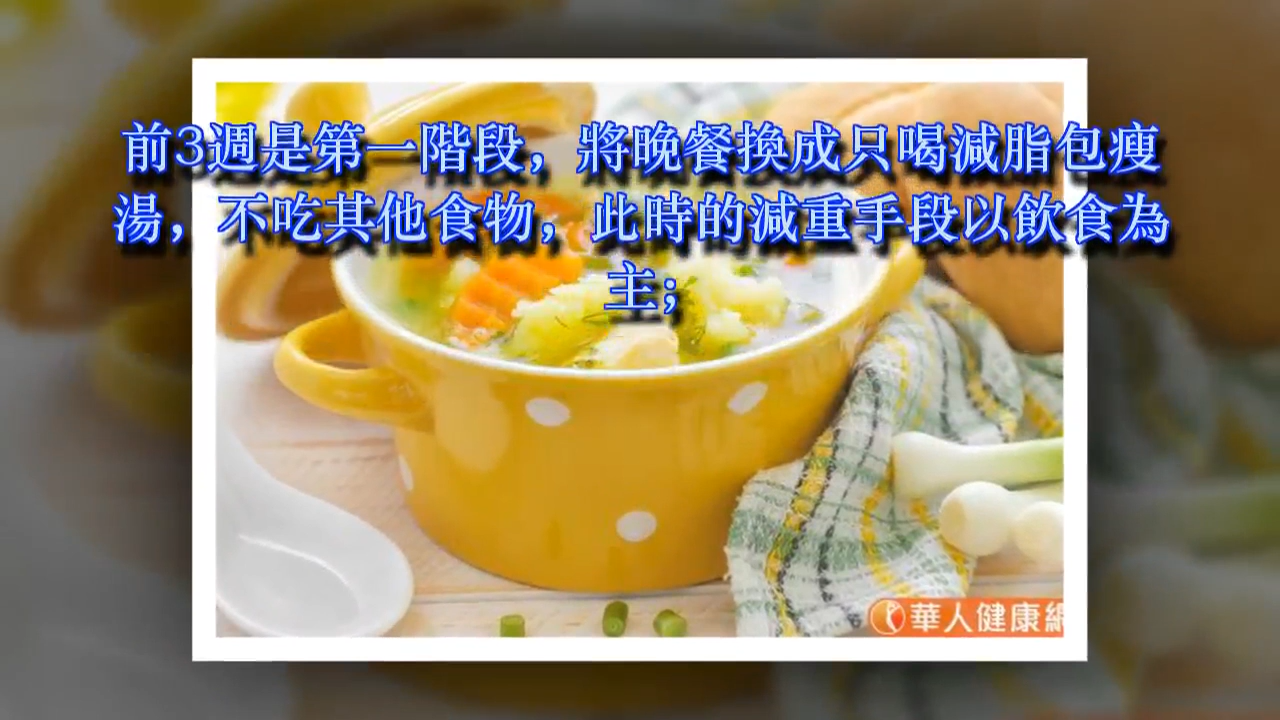 前3週是第一階段，將晚餐換成只喝減脂包瘦
湯，不吃其他食物，此時的減重手段以飲食為
主；
華人健康網